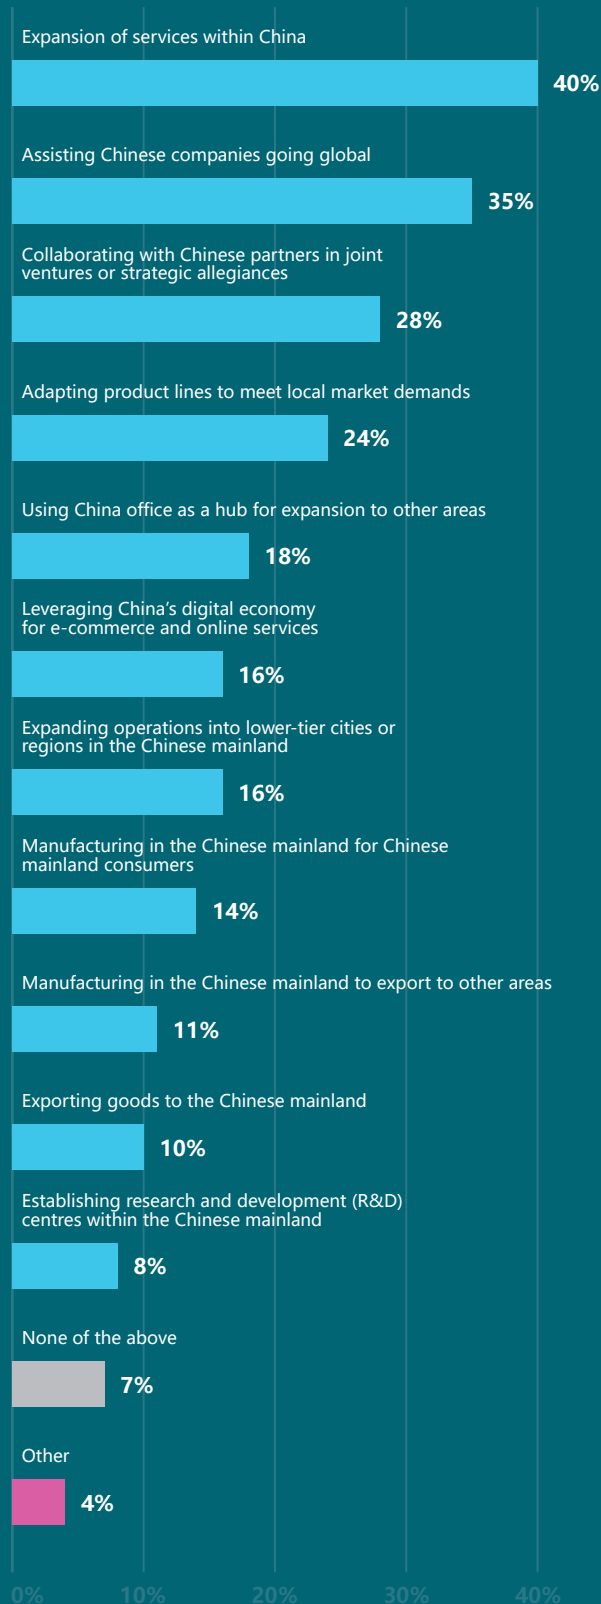 Expansion of services within China
40%
Assisting Chinese companies going global
35%
Collaborating with Chinese partners in joint
ventures or strategic allegiances
28%
Adapting product lines to meet local market demands
24%
Using China office as a hub for expansion to other areas
18%
Leveraging China’s digital economy
for e-commerce and online services
16%
Expanding operations into lower-tier cities or
regions in the Chinese mainland
16%
Manufacturing in the Chinese mainland for Chinese
mainland consumers
14%
Manufacturing in the Chinese mainland to export to other areas
11%
Exporting goods to the Chinese mainland
10%
Establishing research and development (R&D)
centres within the Chinese mainland
8%
None of the above
7%
Other
4%
0% 10% 20% 30% 40%